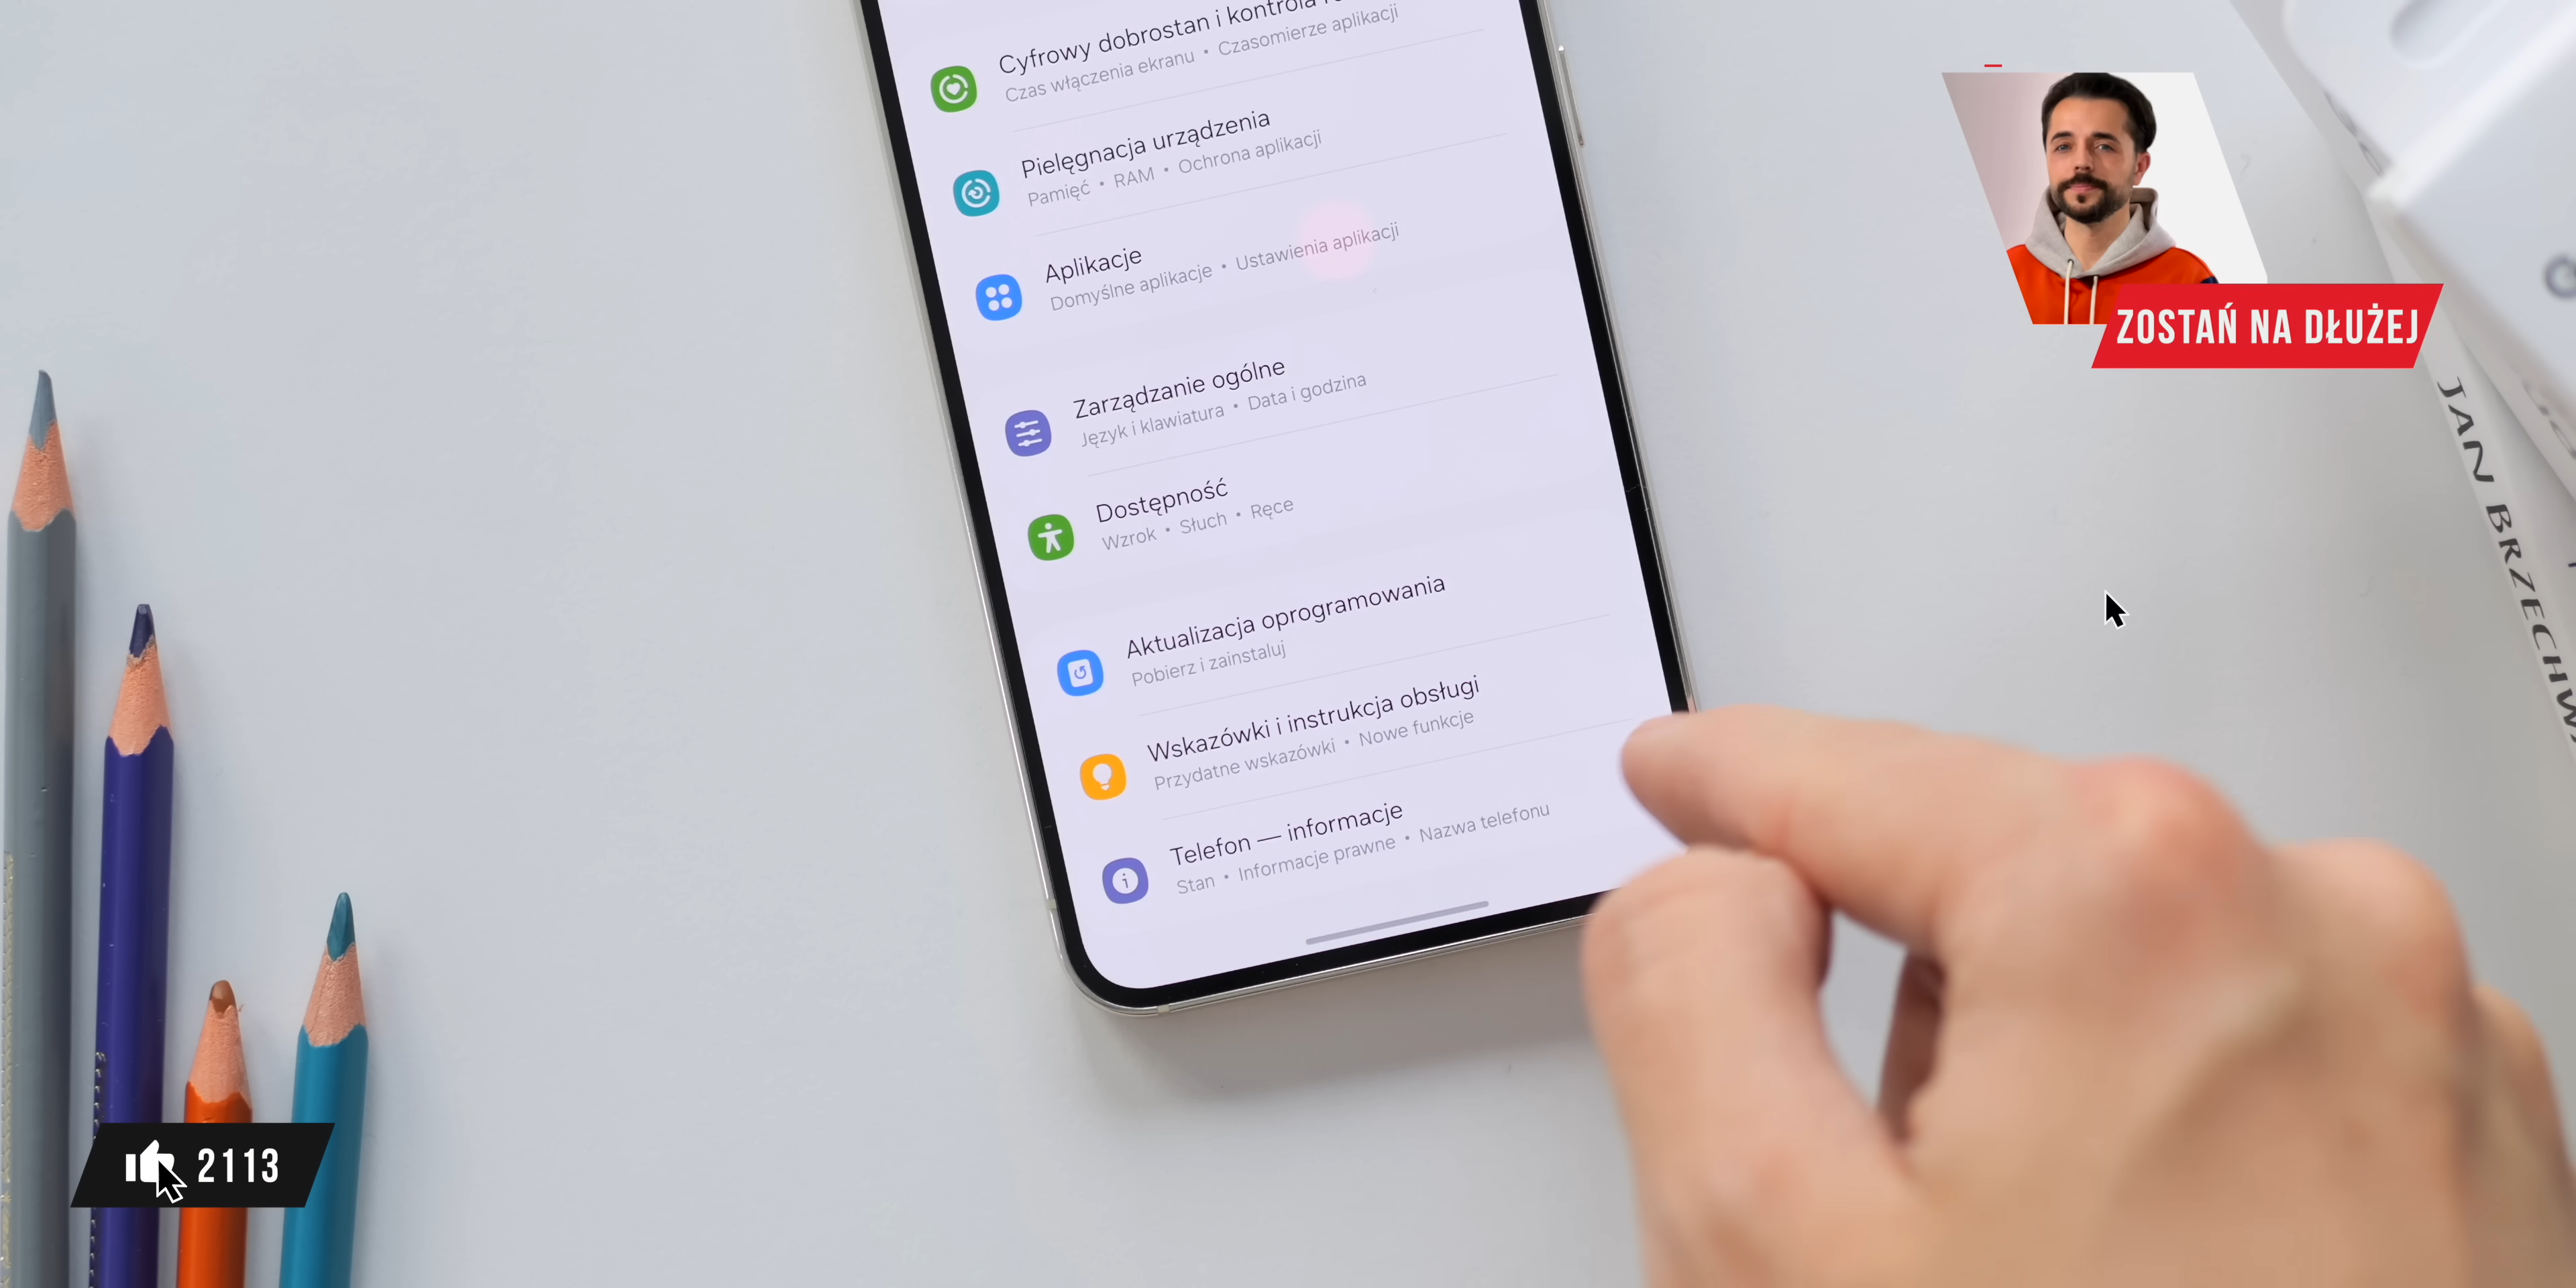 Cyfrowy dobrostan i kontrola
Czas włączenia ekranu • Czasomierze aplikacji
Pielęgnacja urządzenia
Pamięć • RAM • Ochrona aplikacji
Aplikacje
Domyślne aplikacje • Ustawienia aplikacji
Zarządzanie ogólne
Język i klawiatura • Data i godzina
Dostępność
Wzrok • Słuch • Ręce
Aktualizacja oprogramowania
Pobierz i zainstaluj
Wskazówki i instrukcja obsługi
Przydatne wskazówki • Nowe funkcje
Telefon — informacje
Stan • Informacje prawne • Nazwa telefonu
ZOSTAŃ NA DŁUŻEJ
JAN BRZECHWA
2113